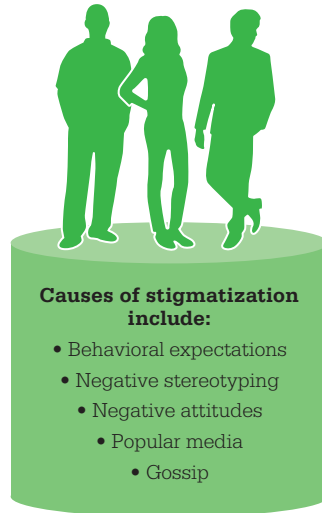 Causes of stigmatization
include:
• Behavioral expectations
• Negative stereotyping
• Negative attitudes
• Popular media
• Gossip